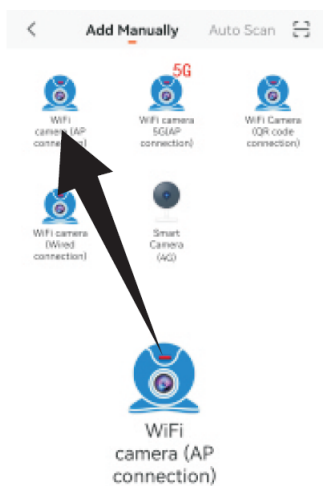 Add Manually Auto Scan
5G
WiFi
camera (AP
connection)
WiFi camera
5G(AP
connection)
WiFi Camera
(QR code
connection)
WiFi camera
(Wired
connection)
Smart
Camera
(4G)
WiFi
camera (AP
connection)